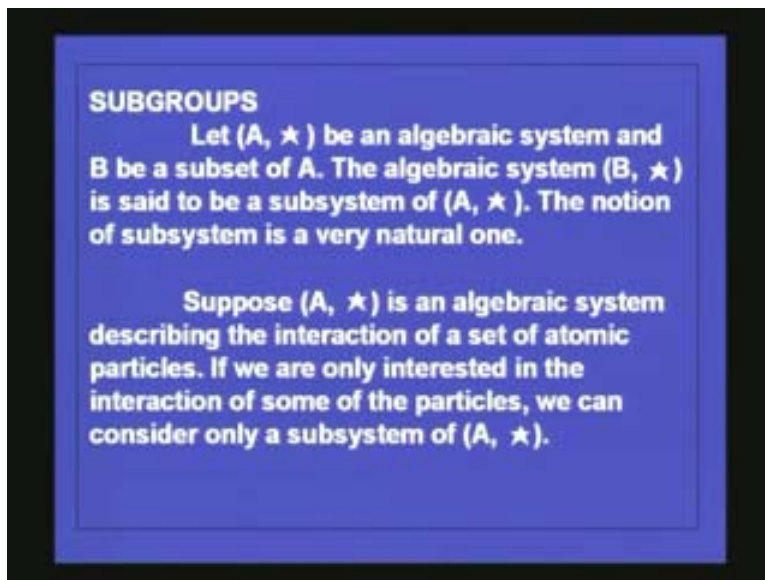 SUBGROUPS
Let (A, ★ ) be an algebraic system and
B be a subset of A. The algebraic system (B, ★ )
is said to be a subsystem of (A, ★ ). The notion
of subsystem is a very natural one.
Suppose (A, ★) is an algebraic system
describing the interaction of a set of atomic
particles. If we are only interested in the
interaction of some of the particles, we can
consider only a subsystem of (A, ★).